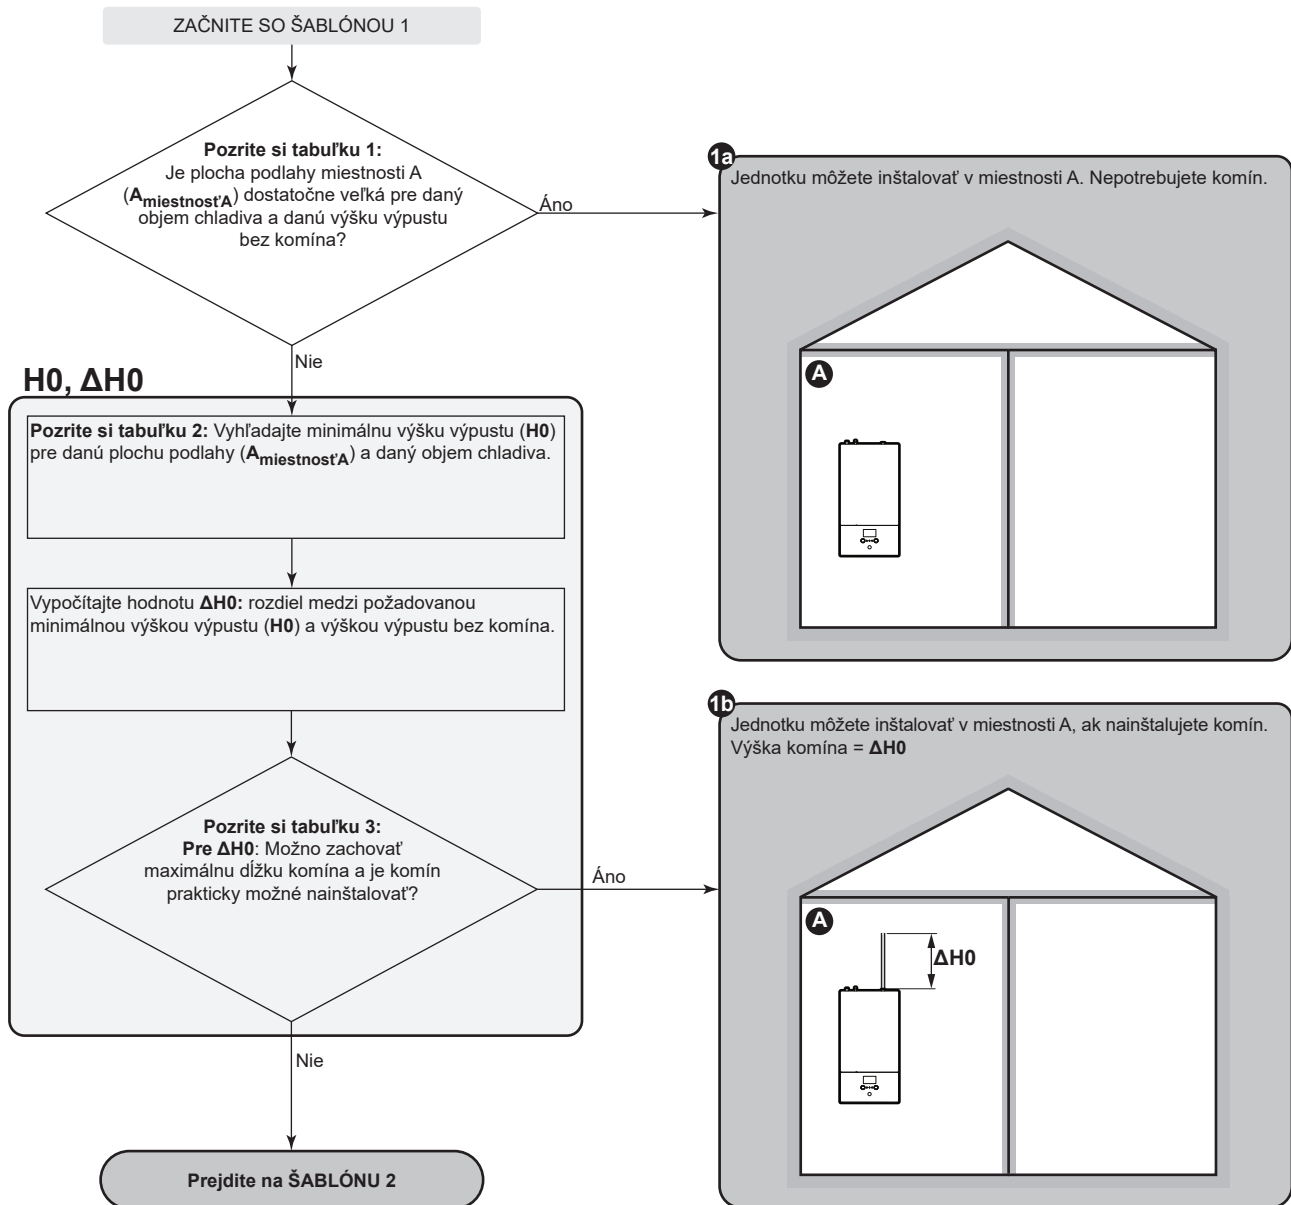 ZAČNITE SO ŠABLÓNOU 1
Pozrite si tabuľku 1:
Je plocha podlahy miestnosti A
(AmiestnosťA) dostatočne veľká pre daný
objem chladiva a danú výšku výpustu
bez komína?
Áno
Nie
1a
Jednotku môžete inštalovať v miestnosti A. Nepotrebujete komín.
A
H0, ΔH0
Pozrite si tabuľku 2: Vyhľadajte minimálnu výšku výpustu (H0)
pre danú plochu podlahy (AmiestnosťA) a daný objem chladiva.
Vypočítajte hodnotu ΔH0: rozdiel medzi požadovanou
minimálnou výškou výpustu (H0) a výškou výpustu bez komína.
Pozrite si tabuľku 3:
Pre ΔH0: Možno zachovať
maximálnu dĺžku komína a je komín
prakticky možné nainštalovať?
Áno
Nie
1b
Jednotku môžete inštalovať v miestnosti A, ak nainštalujete komín.
Výška komína = ΔH0
A
ΔH0
Prejdite na ŠABLÓNU 2